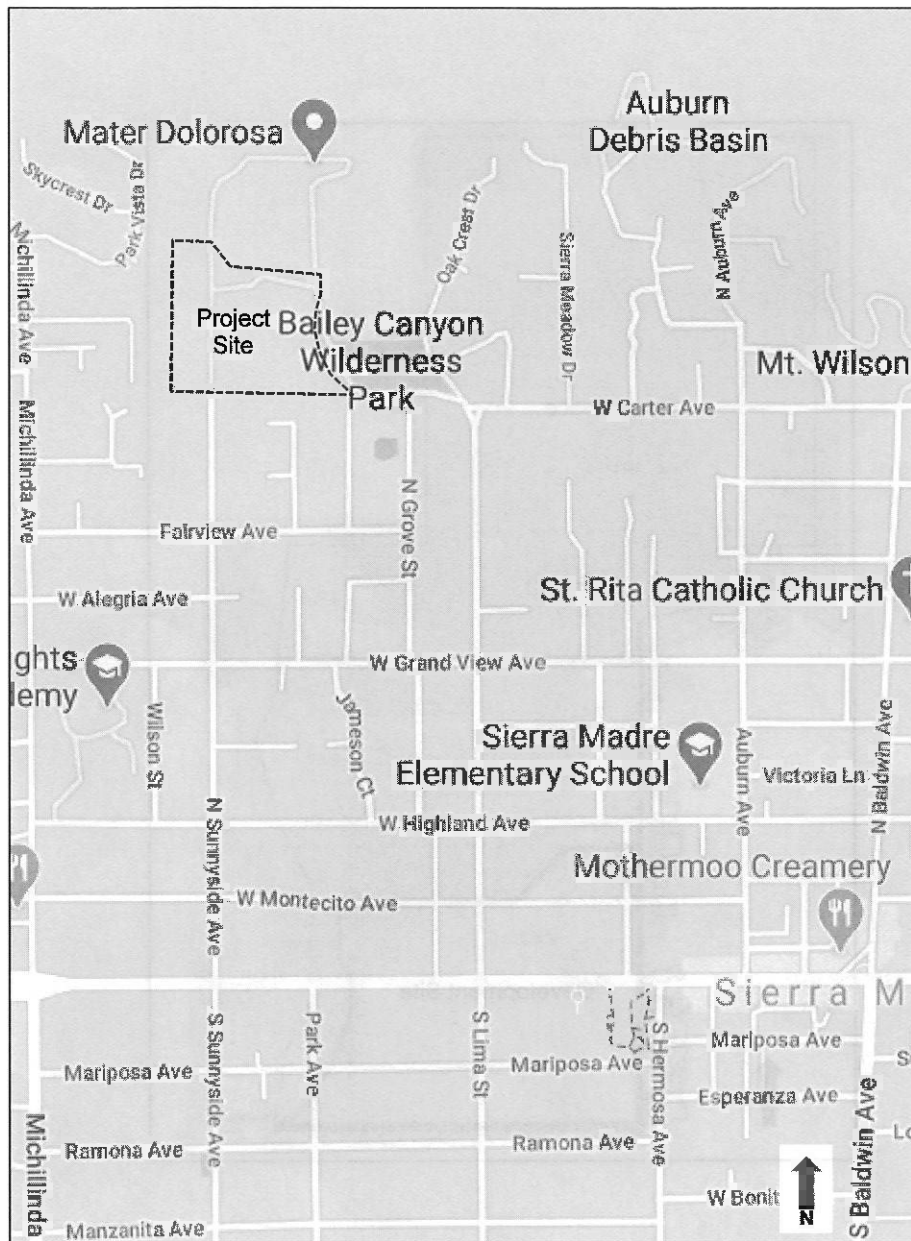 Auburn
Debris Basin
Mater Dolorosa
Skycrest Dr
Park Vista Dr
Oak Crest Dr
Sierra Meadow Dr
N Auburn Ave
Michillinda Ave
Project
Site
Bailey Canyon
Wilderness
Park
Mt. Wilson
W Carter Ave
Michillinda Ave
N Grove St
Fairview Ave
W Alegria Ave
St. Rita Catholic Church
W Grand View Ave
ghts
demy
Wilson St
Jameson Ct
Sierra Madre
Elementary School
Auburn Ave
Victoria Ln
N Baldwin Ave
N Sunnyside Ave
W Highland Ave
Mothermoo Creamery
W Montecito Ave
Sierra M
S Sunnyside Ave
Park Ave
S Lima St
S Hermosa Ave
Mariposa Ave
Mariposa Ave
Mariposa Ave
S
Esperanza Ave
S Baldwin Ave
Michillinda
Ramona Ave
Ramona Ave
Lo
W Bonit
N
Manzanita Ave